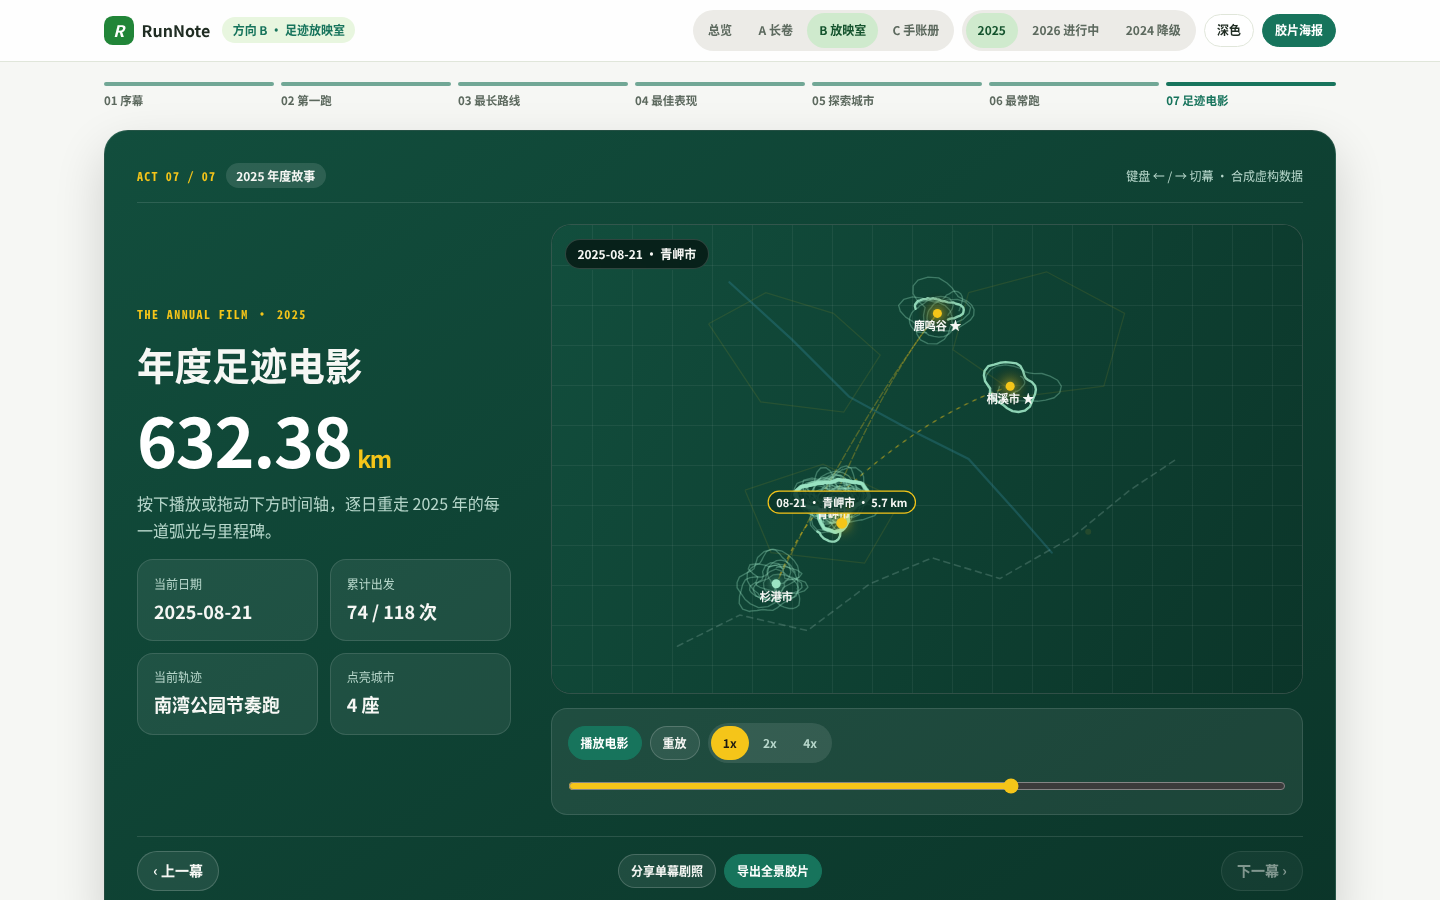 R RunNote 方向 B · 足迹放映室 总览 A 长卷 B 放映室 C 手账册 2025 2026 进行中 2024 降级 深色 胶片海报
01 序幕 02 第一跑 03 最长路线 04 最佳表现 05 探索城市 06 最常跑 07 足迹电影
ACT 07 / 07 2025 年度故事 键盘 ← / → 切幕 · 合成虚构数据
2025-08-21 · 青岬市
鹿鸣谷 ★
桐溪市 ★
08-21 · 青岬市 · 5.7 km
杉港市
THE ANNUAL FILM · 2025
年度足迹电影
632.38 km
按下播放或拖动下方时间轴，逐日重走 2025 年的每
一道弧光与里程碑。
当前日期 累计出发
2025-08-21 74 / 118 次
当前轨迹 点亮城市
南湾公园节奏跑 4 座
播放电影 重放 1x 2x 4x
‹ 上一幕 分享单幕剧照 导出全景胶片 下一幕 ›